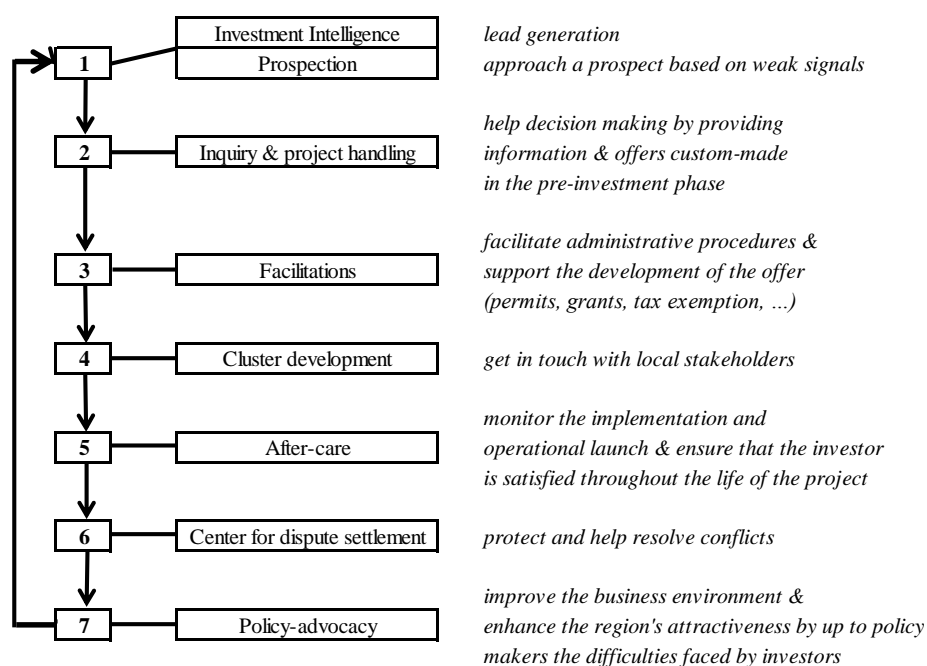 Investment Intelligence
lead generation
1
Prospection
approach a prospect based on weak signals
help decision making by providing
2
Inquiry & project handling
information & offers custom-made
in the pre-investment phase
facilitate administrative procedures &
3
Facilitations
support the development of the offer
(permits, grants, tax exemption, ...)
4
Cluster development
get in touch with local stakeholders
monitor the implementation and
5
After-care
operational launch & ensure that the investor
is satisfied throughout the life of the project
6
Center for dispute settlement
protect and help resolve conflicts
improve the business environment &
7
Policy-advocacy
enhance the region's attractiveness by up to policy
makers the difficulties faced by investors